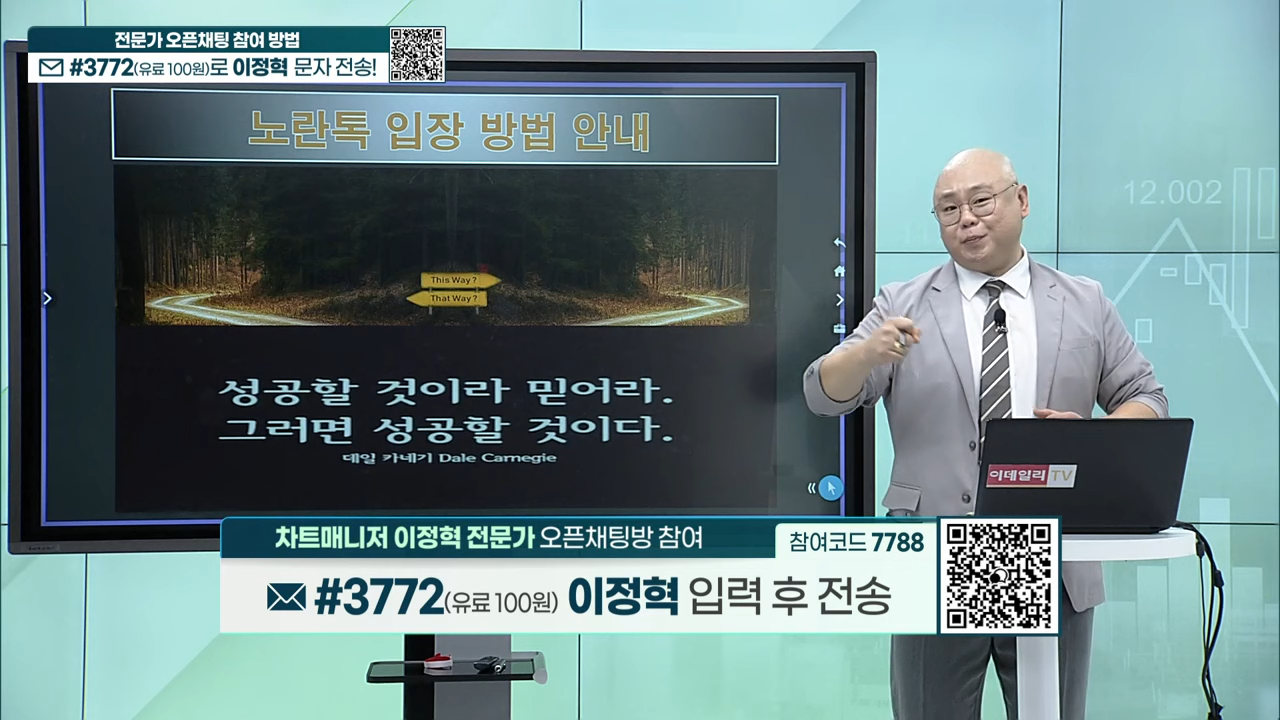 전문가 오픈채팅 참여 방법
#3772(유료 100원)로 이정혁 문자 전송!
노란톡 입장 방법 안내
This Way?
That Way?
성공할 것이라 믿어라.
그러면 성공할 것이다.
데일 카네기 Dale Carnegie
12.002
이데일리 TV
차트매니저 이정혁 전문가 오픈채팅방 참여
참여코드 7788
#3772(유료 100원) 이정혁 입력 후 전송